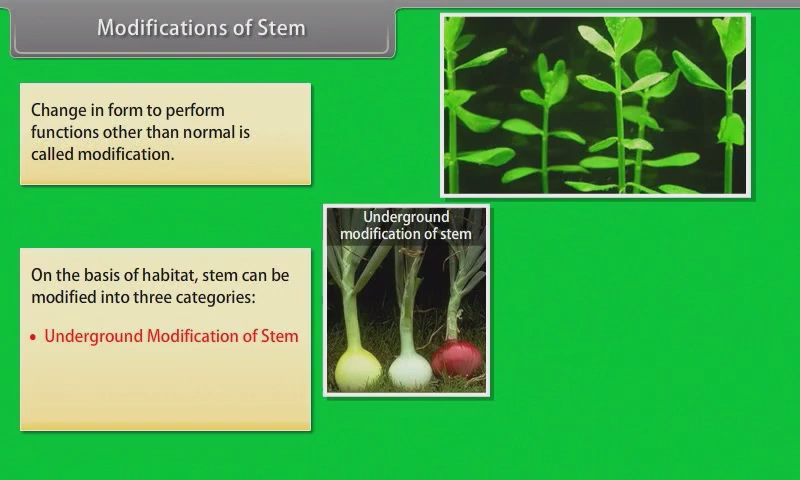 Modifications of Stem
Change in form to perform
functions other than normal is
called modification.
Underground
modification of stem
On the basis of habitat, stem can be
modified into three categories:
• Underground Modification of Stem